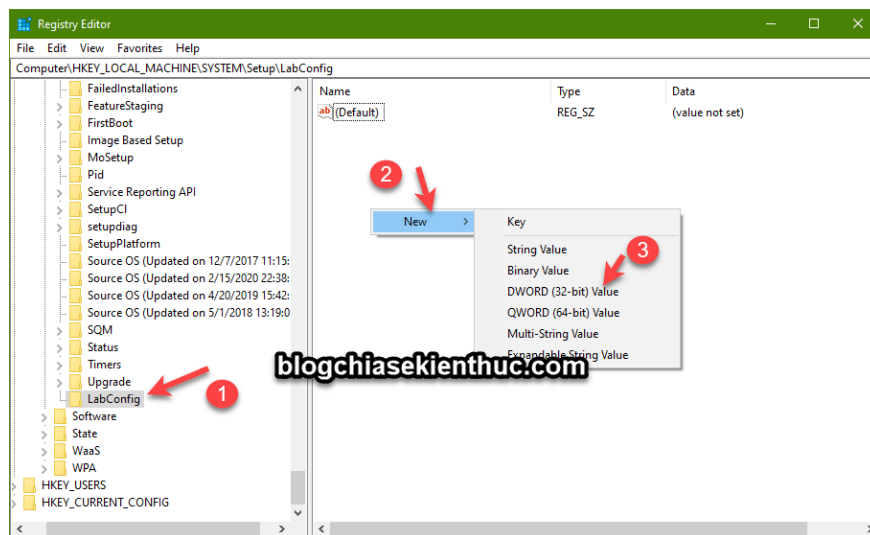 Registry Editor
File Edit View Favorites Help
Computer\HKEY_LOCAL_MACHINE\SYSTEM\Setup\LabConfig
FailedInstallations
FeatureStaging
FirstBoot
Image Based Setup
MoSetup
Pid
Service Reporting API
SetupCl
setupdiag
SetupPlatform
Source OS (Updated on 12/7/2017 11:15:
Source OS (Updated on 2/15/2020 22:38:
Source OS (Updated on 4/20/2019 15:42:
Source OS (Updated on 5/1/2018 13:19:0
SQM
Status
Timers
Upgrade
LabConfig
Software
State
WaaS
WPA
HKEY_USERS
HKEY_CURRENT_CONFIG
1
Name Type Data
ab (Default) REG_SZ (value not set)
2
New
Key
String Value
3
Binary Value
DWORD (32-bit) Value
QWORD (64-bit) Value
Multi-String Value
Expandable String Value
blogchiasekienthuc.com